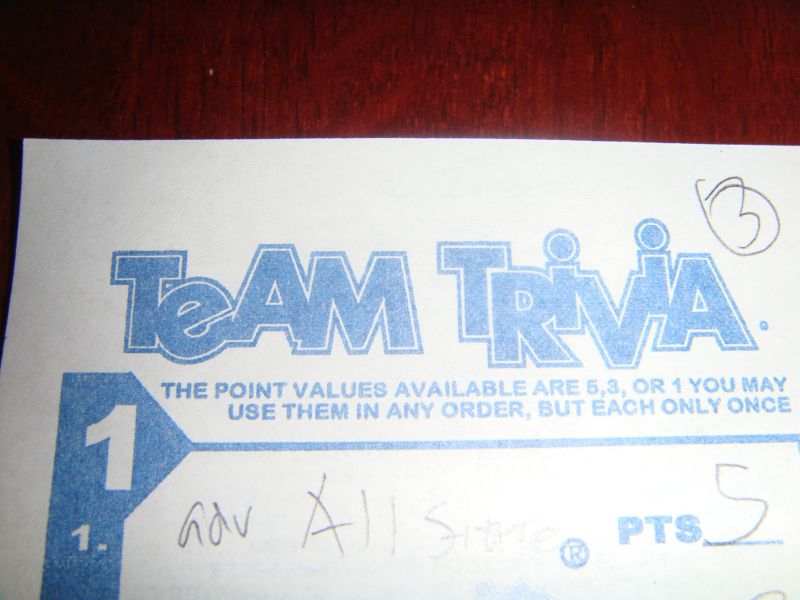 3
TeAM TRiViA.
1
THE POINT VALUES AVAILABLE ARE 5,3, OR 1 YOU MAY
USE THEM IN ANY ORDER, BUT EACH ONLY ONCE
1. adv All State ® PTS 5